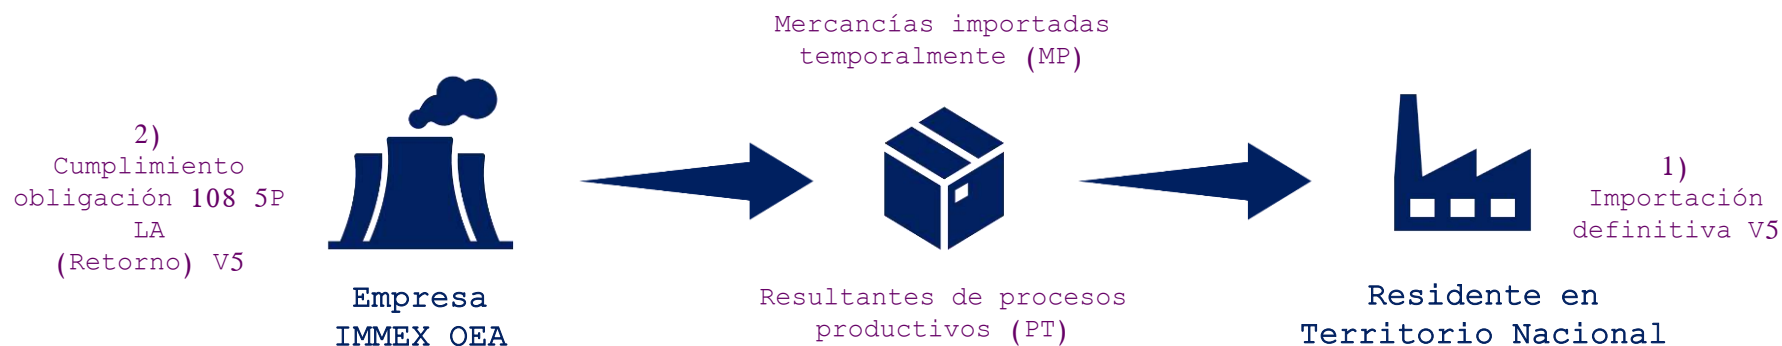 Mercancías importadas
temporalmente (MP)
2)
Cumplimiento
obligación 108 5P
LA
(Retorno) V5
1)
Importación
definitiva V5
Empresa
IMMEX OEA
Resultantes de procesos
productivos (PT)
Residente en
Territorio Nacional